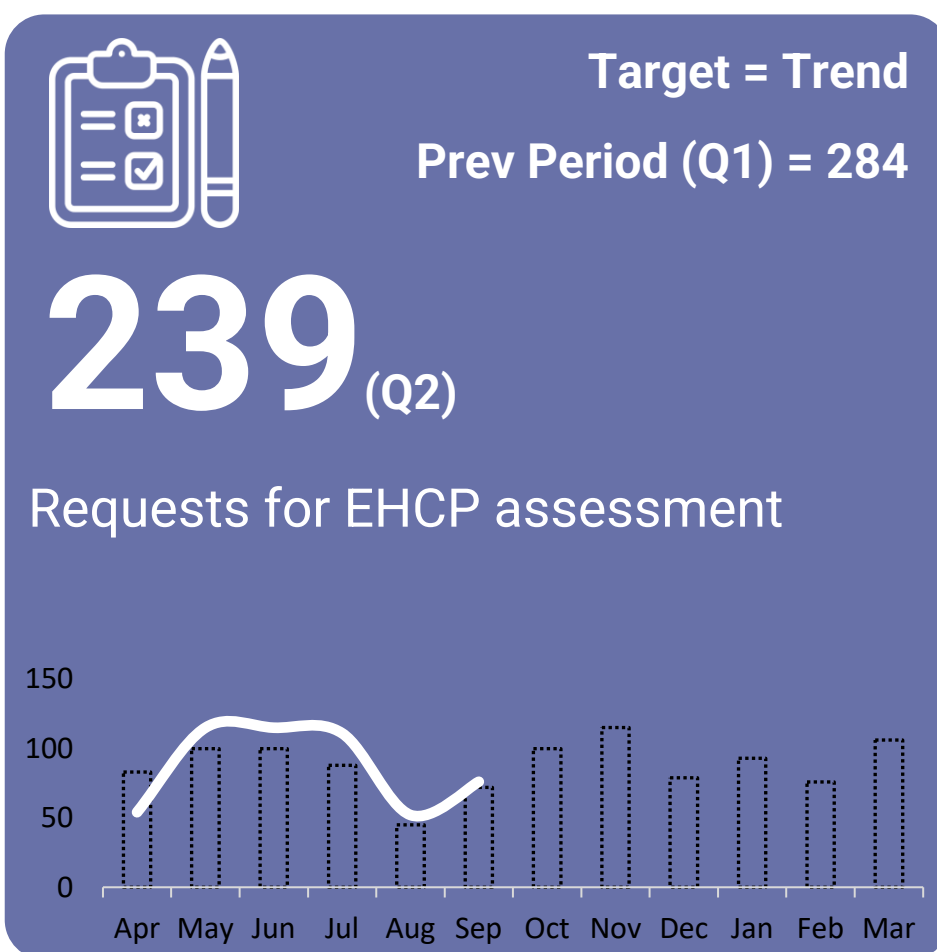 Target = Trend
Prev Period (Q1) = 284
239 (Q2)
Requests for EHCP assessment
150
100
50
0
Apr May Jun Jul Aug Sep Oct Nov Dec Jan Feb Mar